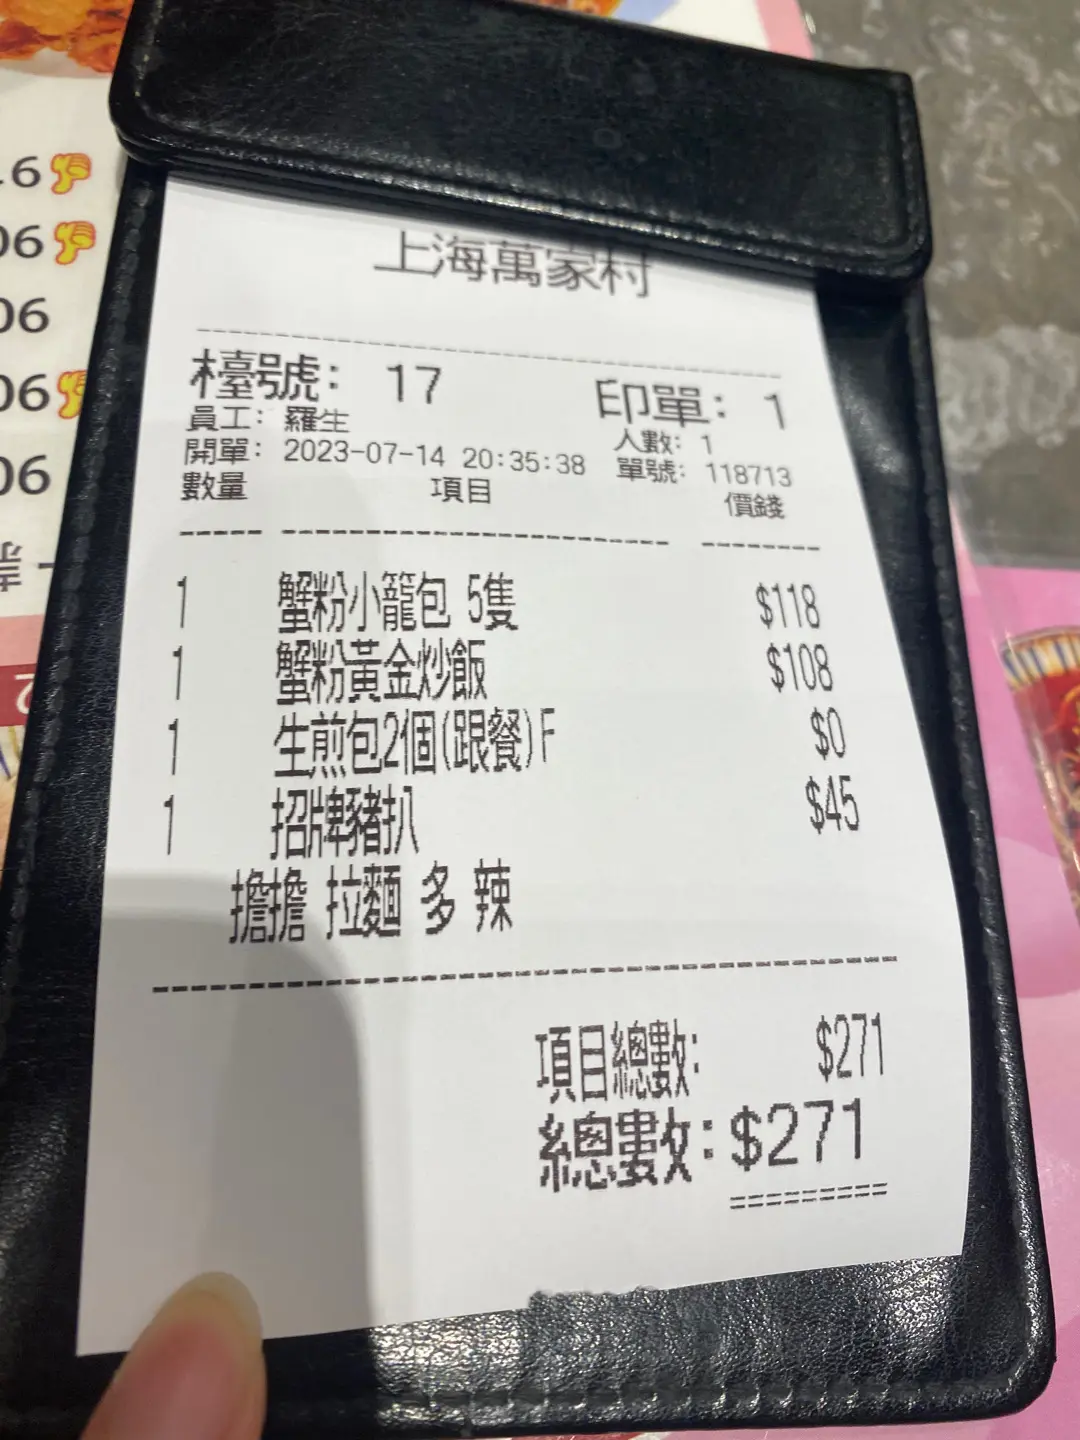 上海萬家村
檯號: 17 印單: 1
員工: 羅生 人數: 1
開單: 2023-07-14 20:35:38 單號: 118713
數量 項目 價錢
1 蟹粉小籠包 5隻 $118
1 蟹粉黃金炒飯 $108
1 生煎包2個(跟餐)F $0
1 招牌豬扒 $45
擔擔 拉麵 多 辣
項目總數: $271
總數: $271
06
06
06
06